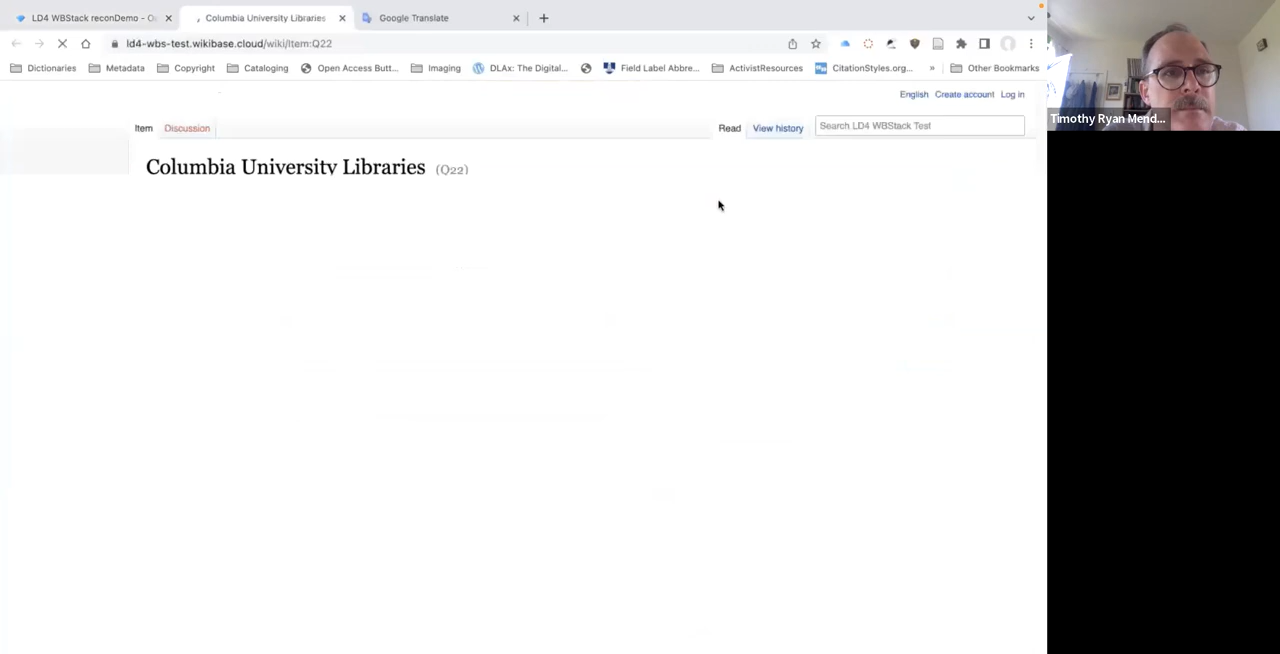 LD4 WBStack reconDemo - O
Columbia University Libraries
Google Translate
ld4-wbs-test.wikibase.cloud/wiki/Item:Q22
Dictionaries
Metadata
Copyright
Cataloging
Open Access Butt...
Imaging
DLAx: The Digital...
Field Label Abbre...
ActivistResources
CitationStyles.org...
»
Other Bookmarks
English Create account Log in
Item Discussion
Read View history
Search LD4 WBStack Test
Columbia University Libraries (Q22)
Timothy Ryan Mend...